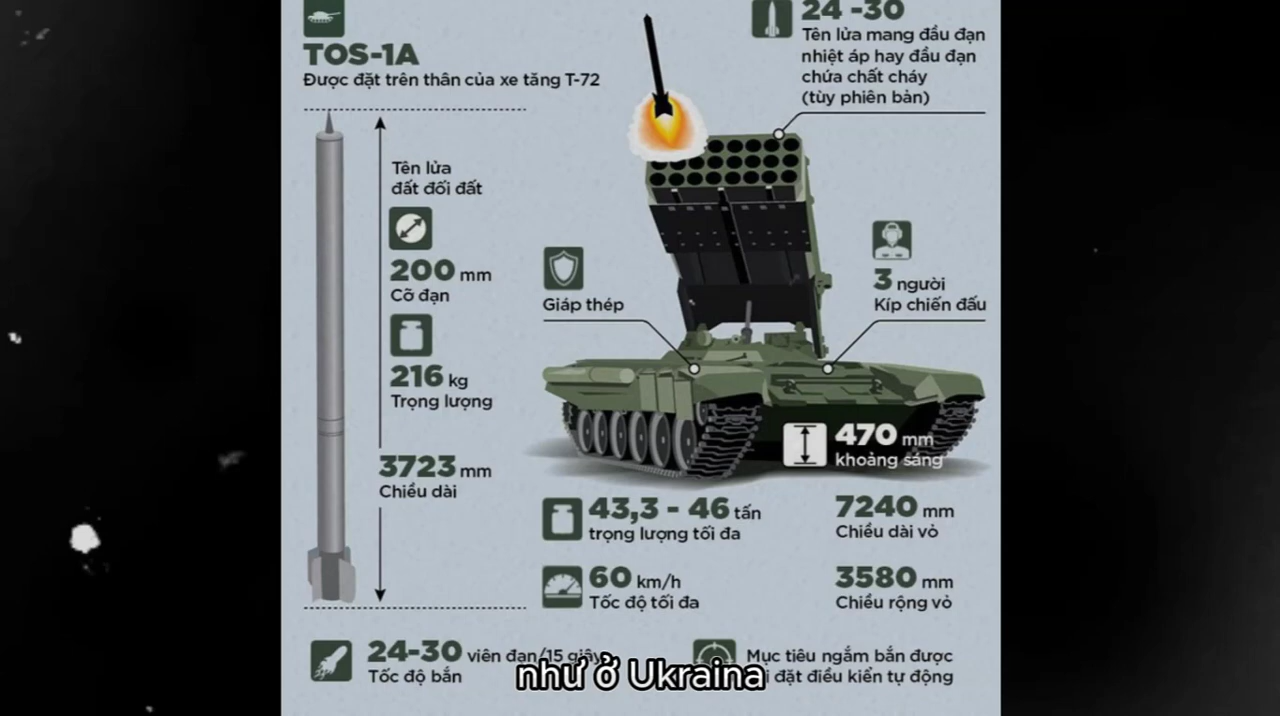 TOS-1A
Được đặt trên thân của xe tăng T-72
24 -30
Tên lửa mang đầu đạn
nhiệt áp hay đầu đạn
chứa chất cháy
(tùy phiên bản)
Tên lửa
đất đối đất
200 mm
Cỡ đạn
216 kg
Trọng lượng
3723 mm
Chiều dài
Giáp thép
3 người
Kíp chiến đấu
470 mm
khoảng sáng
43,3 - 46 tấn
trọng lượng tối đa
7240 mm
Chiều dài vỏ
60 km/h
Tốc độ tối đa
3580 mm
Chiều rộng vỏ
24-30 viên đạn/15 giây
Tốc độ bắn
Mục tiêu ngắm bắn được
đặt điều kiển tự động
như ở Ukraina